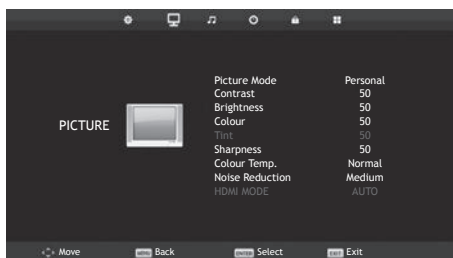 PICTURE
Picture Mode Personal
Contrast 50
Brightness 50
Colour 50
Tint 50
Sharpness 50
Colour Temp. Normal
Noise Reduction Medium
HDMI MODE AUTO
Move MENU Back ENTER Select EXIT Exit